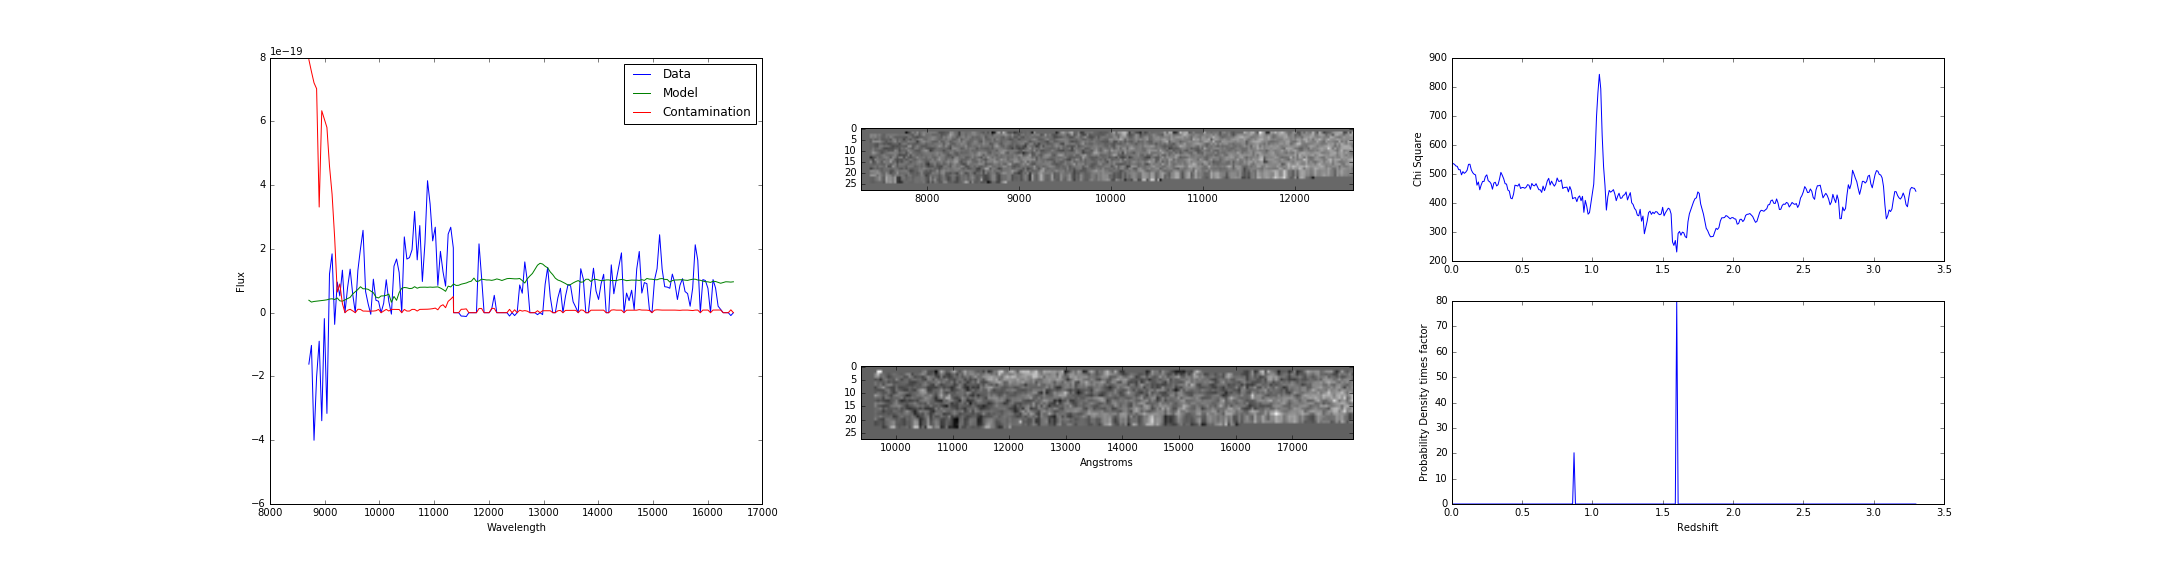 1e−19
8
6
4
2
0
−2
−4
−6
Flux
8000 9000 10000 11000 12000 13000 14000 15000 16000 17000
Wavelength
Data
Model
Contamination
0
5
10
15
20
25
8000 9000 10000 11000 12000
0
5
10
15
20
25
10000 11000 12000 13000 14000 15000 16000 17000
Angstroms
900
800
700
600
500
400
300
200
Chi Square
0.0 0.5 1.0 1.5 2.0 2.5 3.0 3.5
80
70
60
50
40
30
20
10
0
Probability Density times factor
0.0 0.5 1.0 1.5 2.0 2.5 3.0 3.5
Redshift